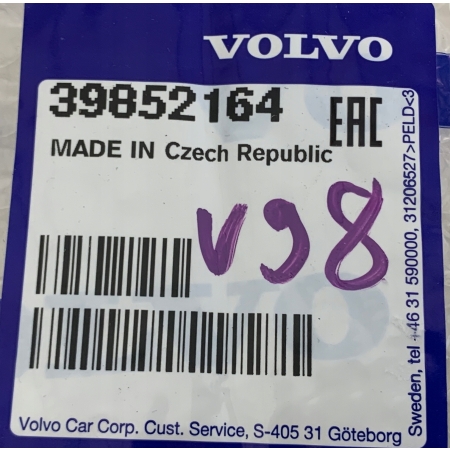 VOLVO
39852164
EAC
MADE IN Czech Republic
V98
Volvo Car Corp. Cust. Service, S-405 31 Göteborg
Sweden, tel +46 31 590000, 31206527>PELD<3